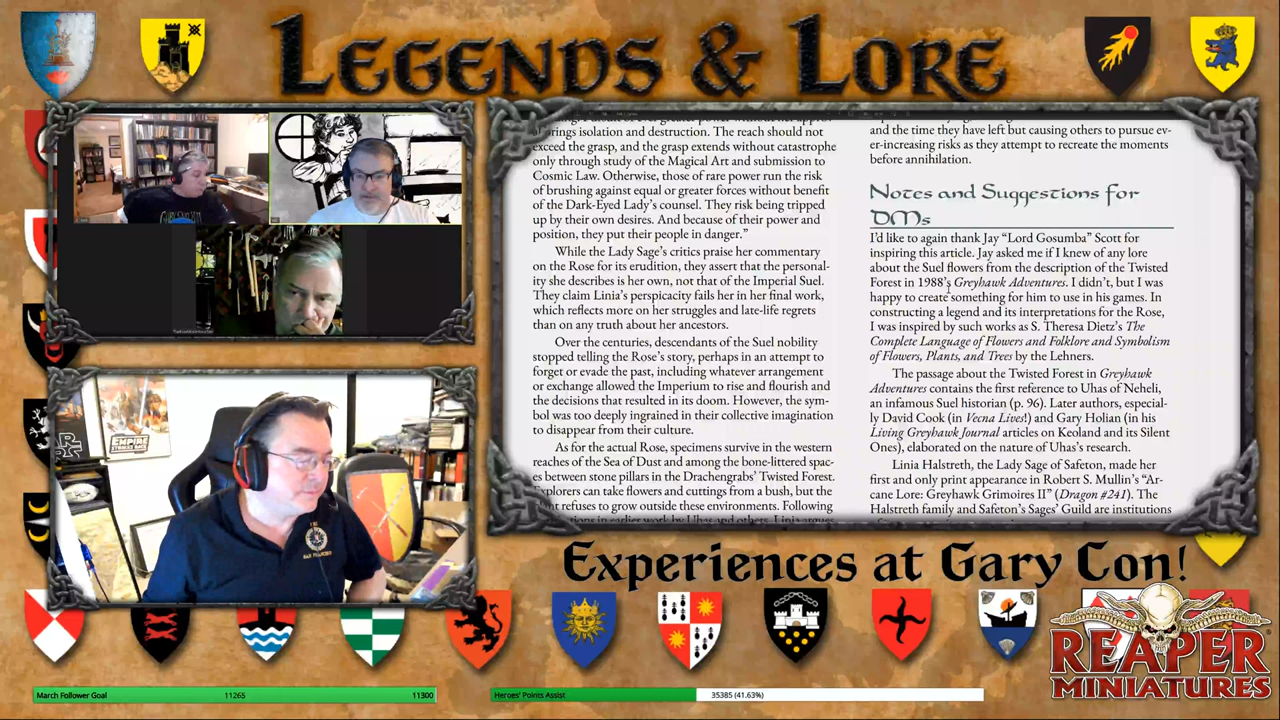 LEGENDS & LORE
brings isolation and destruction. The reach should not
exceed the grasp, and the grasp extends without catastrophe
only through study of the Magical Art and submission to
Cosmic Law. Otherwise, those of rare power run the risk
of brushing against equal or greater forces without benefit
of the Dark-Eyed Lady's counsel. They risk being tripped
up by their own desires. And because of their power and
position, they put their people in danger."
While the Lady Sage's critics praise her commentary
on the Rose for its erudition, they assert that the personal-
ity she describes is her own, not that of the Imperial Suel.
They claim Linia's perspicacity fails her in her final work,
which reflects more on her struggles and late-life regrets
than on any truth about her ancestors.
Over the centuries, descendants of the Suel nobility
stopped telling the Rose's story, perhaps in an attempt to
forget or evade the past, including whatever arrangement
or exchange allowed the Imperium to rise and flourish and
the decisions that resulted in its doom. However, the sym-
bol was too deeply ingrained in their collective imagination
to disappear from their culture.
As for the actual Rose, specimens survive in the western
reaches of the Sea of Dust and among the bone-littered spac-
es between stone pillars in the Drachengrabs' Twisted Forest.
Explorers can take flowers and cuttings from a bush, but the
refuses to grow outside these environments. Following
in earlier work by Uhas and others, Linia argues
and the time they have left but causing others to pursue ev-
er-increasing risks as they attempt to recreate the moments
before annihilation.
Notes and Suggestions for
DMs
I'd like to again thank Jay "Lord Gosumba" Scott for
inspiring this article. Jay asked me if I knew of any lore
about the Suel flowers from the description of the Twisted
Forest in 1988's Greyhawk Adventures. I didn't, but I was
happy to create something for him to use in his games. In
constructing a legend and its interpretations for the Rose,
I was inspired by such works as S. Theresa Dietz's The
Complete Language of Flowers and Folklore and Symbolism
of Flowers, Plants, and Trees by the Lehners.
The passage about the Twisted Forest in Greyhawk
Adventures contains the first reference to Uhas of Neheli,
an infamous Suel historian (p. 96). Later authors, especial-
ly David Cook (in Vecna Lives!) and Gary Holian (in his
Living Greyhawk Journal articles on Keoland and its Silent
Ones), elaborated on the nature of Uhas's research.
Linia Halstreth, the Lady Sage of Safeton, made her
first and only print appearance in Robert S. Mullin's "Ar-
cane Lore: Greyhawk Grimoires II" (Dragon #241). The
Halstreth family and Safeton's Sages' Guild are institutions
EMPIRE
STRIKES BACK
SAN FRANCISCO
Experiences at Gary Con!
REAPER
MINIATURES
March Follower Goal 11265 11300
Heroes' Points Assist 35385 (41.63%)